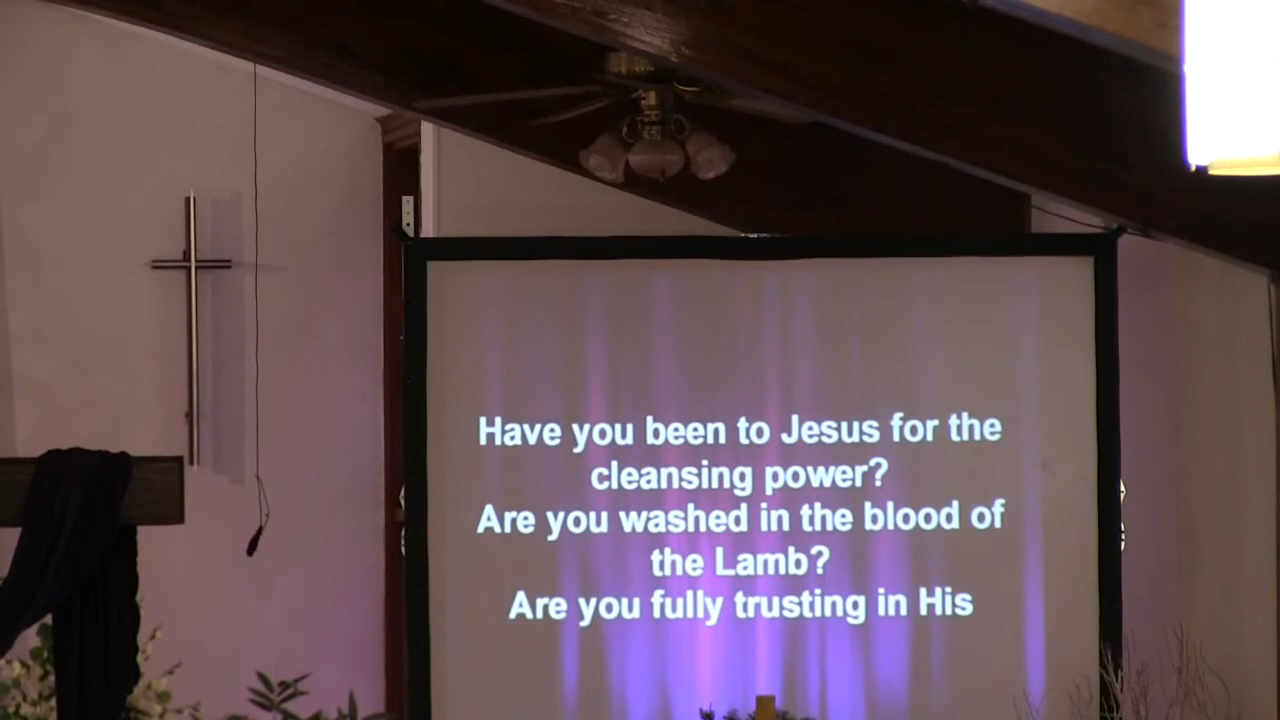 Have you been to Jesus for the
cleansing power?
Are you washed in the blood of
the Lamb?
Are you fully trusting in His